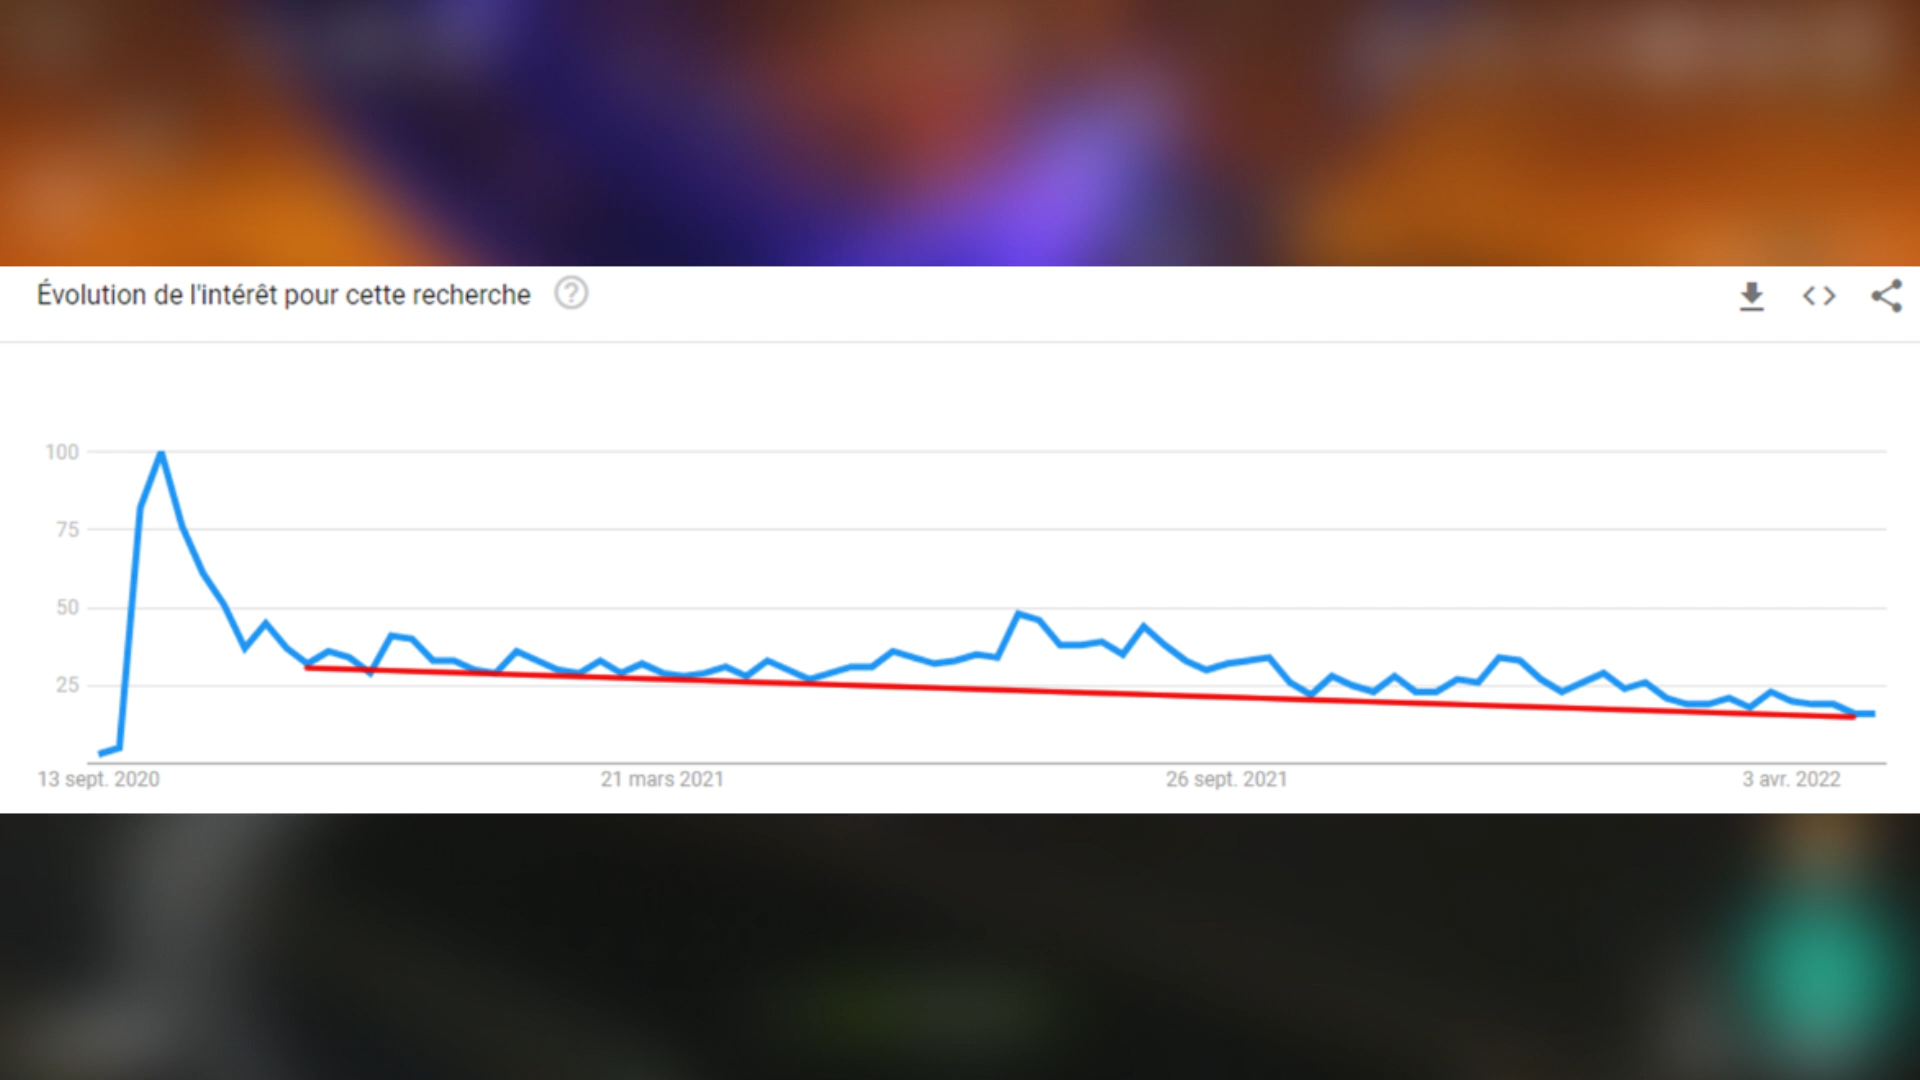 Évolution de l'intérêt pour cette recherche
100
75
50
25
13 sept. 2020
21 mars 2021
26 sept. 2021
3 avr. 2022